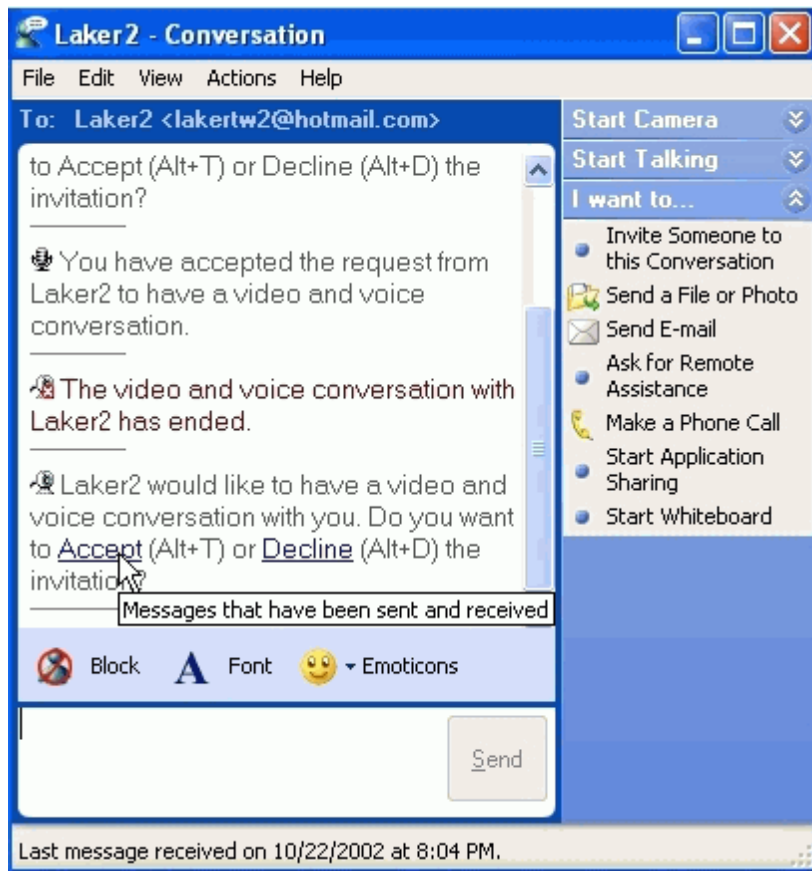 Laker2 - Conversation
File Edit View Actions Help
To: Laker2 <lakertw2@hotmail.com>
to Accept (Alt+T) or Decline (Alt+D) the
invitation?
You have accepted the request from
Laker2 to have a video and voice
conversation.
The video and voice conversation with
Laker2 has ended.
Laker2 would like to have a video and
voice conversation with you. Do you want
to Accept (Alt+T) or Decline (Alt+D) the
invitation?
Messages that have been sent and received
Block Font Emoticons
Send
Start Camera
Start Talking
I want to...
Invite Someone to
this Conversation
Send a File or Photo
Send E-mail
Ask for Remote
Assistance
Make a Phone Call
Start Application
Sharing
Start Whiteboard
Last message received on 10/22/2002 at 8:04 PM.